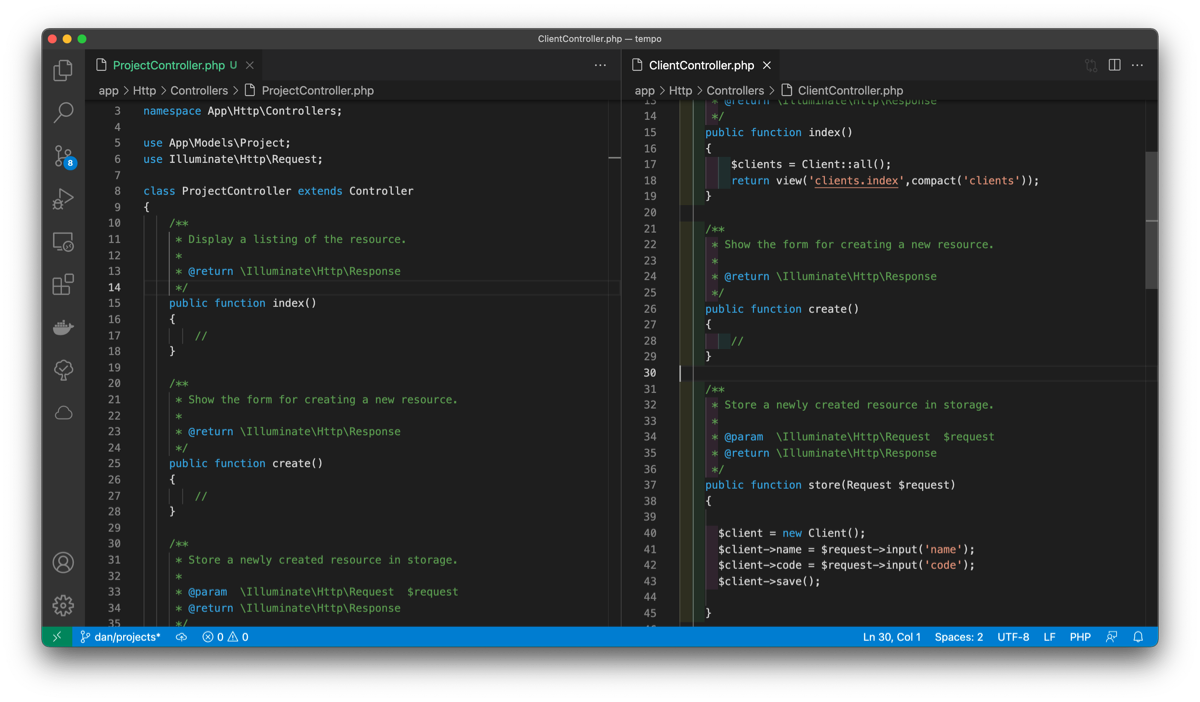 ClientController.php — tempo
ProjectController.php U
app > Http > Controllers > ProjectController.php
3 namespace App\Http\Controllers;
4
5 use App\Models\Project;
6 use Illuminate\Http\Request;
7
8 class ProjectController extends Controller
9 {
10 /**
11 * Display a listing of the resource.
12 *
13 * @return \Illuminate\Http\Response
14 */
15 public function index()
16 {
17 //
18 }
19
20 /**
21 * Show the form for creating a new resource.
22 *
23 * @return \Illuminate\Http\Response
24 */
25 public function create()
26 {
27 //
28 }
29
30 /**
31 * Store a newly created resource in storage.
32 *
33 * @param  \Illuminate\Http\Request  $request
34 * @return \Illuminate\Http\Response
35 */
ClientController.php
app > Http > Controllers > ClientController.php
13 * @return \Illuminate\Http\Response
14 */
15 public function index()
16 {
17 $clients = Client::all();
18 return view('clients.index',compact('clients'));
19 }
20
21 /**
22 * Show the form for creating a new resource.
23 *
24 * @return \Illuminate\Http\Response
25 */
26 public function create()
27 {
28 //
29 }
30
31 /**
32 * Store a newly created resource in storage.
33 *
34 * @param  \Illuminate\Http\Request  $request
35 * @return \Illuminate\Http\Response
36 */
37 public function store(Request $request)
38 {
39
40 $client = new Client();
41 $client->name = $request->input('name');
42 $client->code = $request->input('code');
43 $client->save();
44
45 }
8
dan/projects* 0 0 Ln 30, Col 1 Spaces: 2 UTF-8 LF PHP